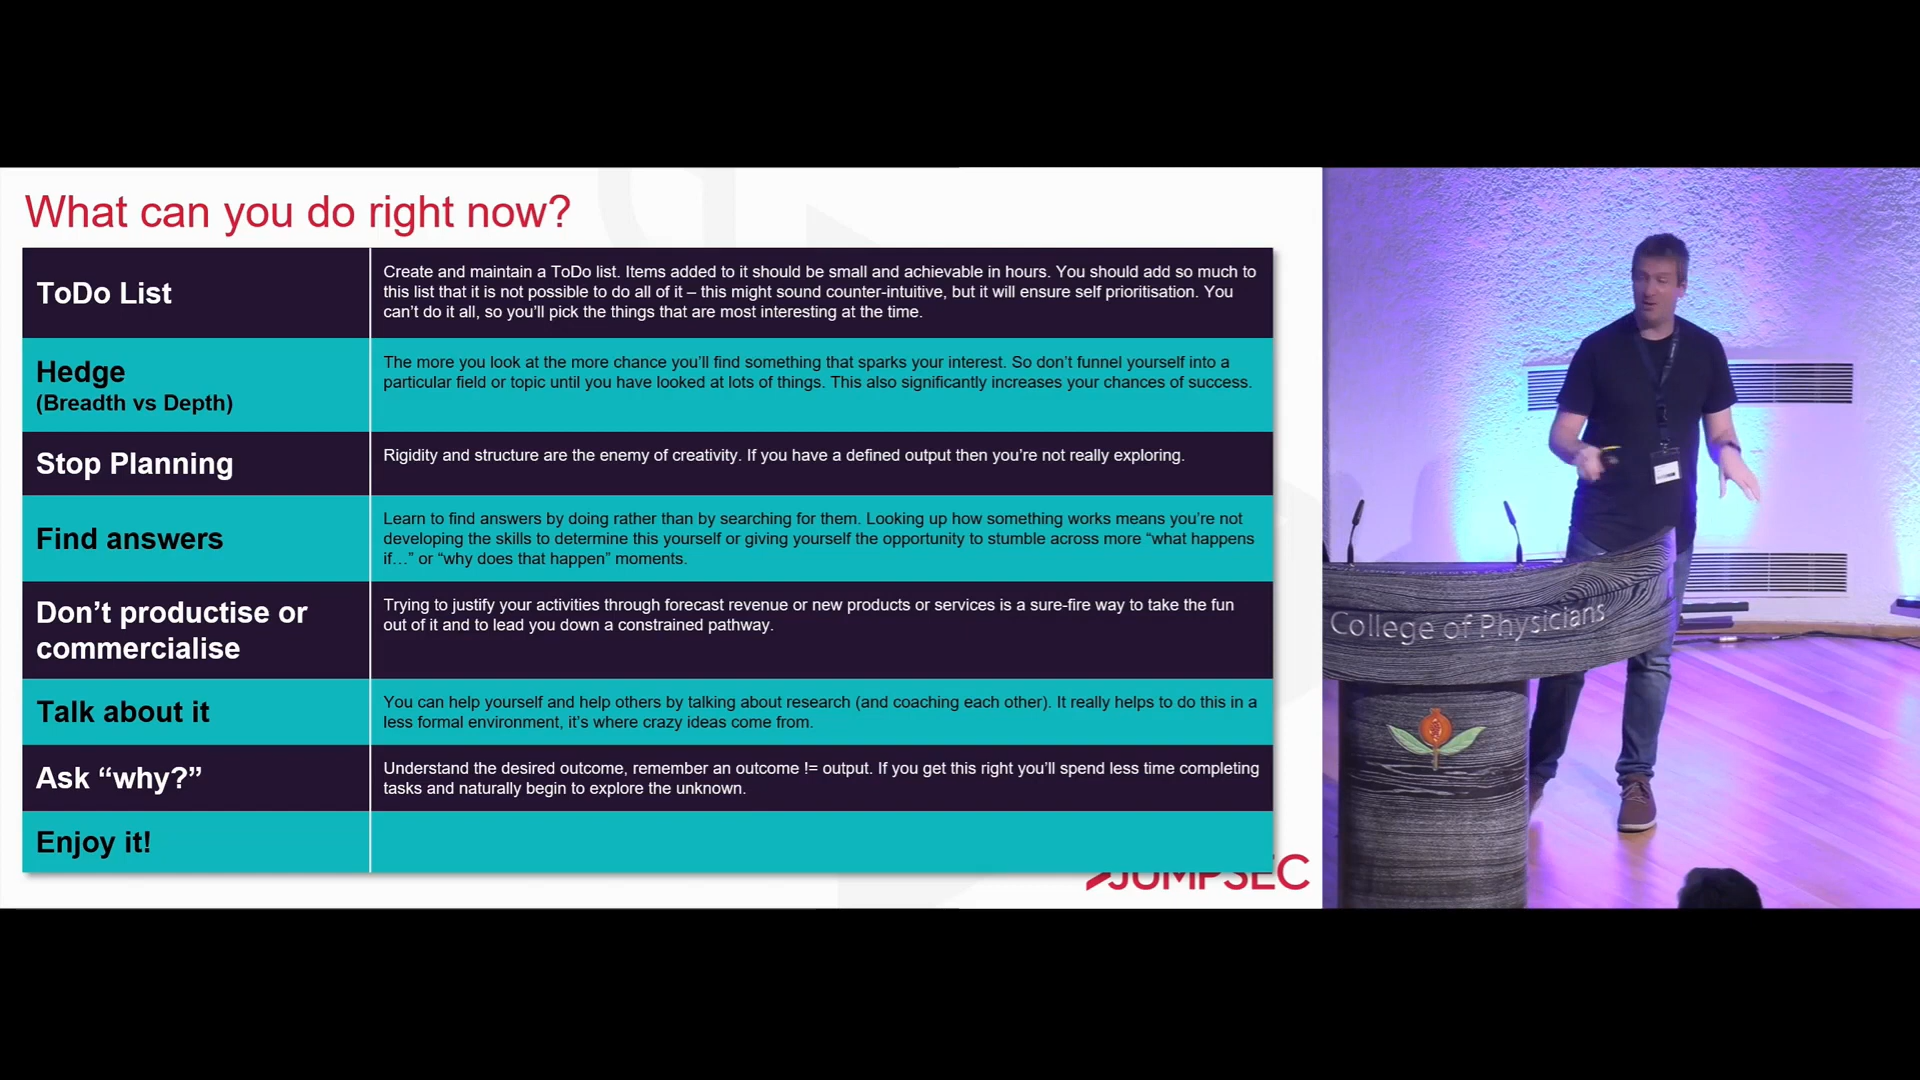 What can you do right now?
ToDo List
Create and maintain a ToDo list. Items added to it should be small and achievable in hours. You should add so much to
this list that it is not possible to do all of it – this might sound counter-intuitive, but it will ensure self prioritisation. You
can’t do it all, so you’ll pick the things that are most interesting at the time.
Hedge
(Breadth vs Depth)
The more you look at the more chance you’ll find something that sparks your interest. So don’t funnel yourself into a
particular field or topic until you have looked at lots of things. This also significantly increases your chances of success.
Stop Planning
Rigidity and structure are the enemy of creativity. If you have a defined output then you’re not really exploring.
Find answers
Learn to find answers by doing rather than by searching for them. Looking up how something works means you’re not
developing the skills to determine this yourself or giving yourself the opportunity to stumble across more “what happens
if…” or “why does that happen” moments.
Don’t productise or
commercialise
Trying to justify your activities through forecast revenue or new products or services is a sure-fire way to take the fun
out of it and to lead you down a constrained pathway.
Talk about it
You can help yourself and help others by talking about research (and coaching each other). It really helps to do this in a
less formal environment, it’s where crazy ideas come from.
Ask “why?”
Understand the desired outcome, remember an outcome != output. If you get this right you’ll spend less time completing
tasks and naturally begin to explore the unknown.
Enjoy it!
JUMPSEC
College of Physicians